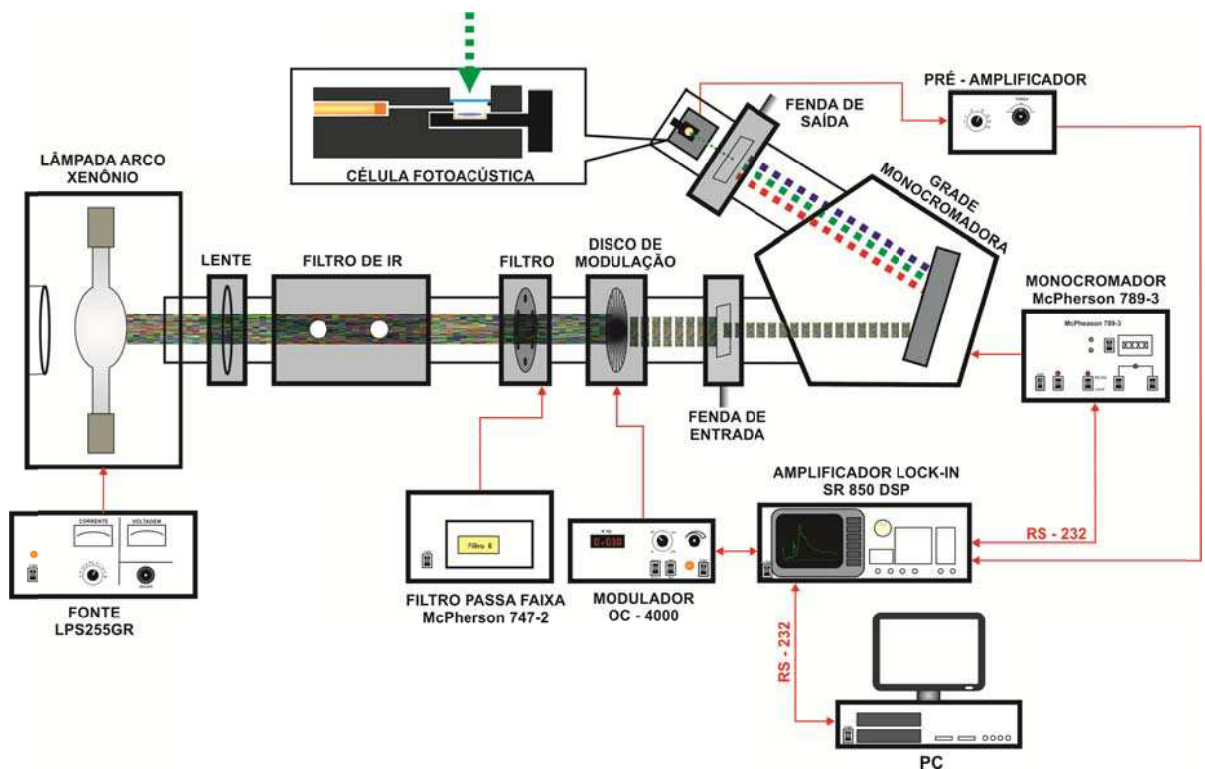 PRÉ - AMPLIFICADOR
FENDA DE
SAÍDA
LÂMPADA ARCO
XENÔNIO
CÉLULA FOTOACÚSTICA
GRADE
MONOCROMADORA
LENTE
FILTRO DE IR
FILTRO
DISCO DE
MODULAÇÃO
MONOCROMADOR
McPherson 789-3
McPheason 789-3
FENDA DE
ENTRADA
AMPLIFICADOR LOCK-IN
SR 850 DSP
RS - 232
CORRENTE
VOLTAGEM
Filtro 6
0.030
FONTE
LPS255GR
FILTRO PASSA FAIXA
McPherson 747-2
MODULADOR
OC - 4000
RS - 232
PC